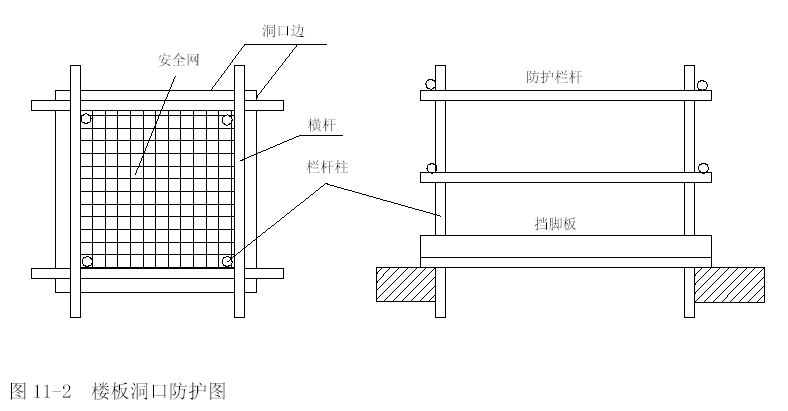 洞口边
安全网
防护栏杆
横杆
栏杆柱
挡脚板
图 11-2 楼板洞口防护图